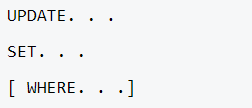 UPDATE. . .
SET. . .
[ WHERE. . .]